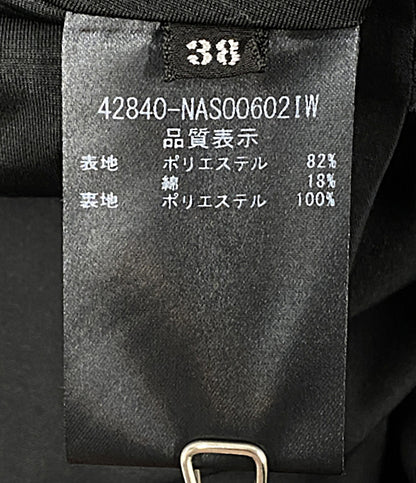 38
42840-NAS00602IW
品質表示
表地 ポリエステル 82%
綿 18%
裏地 ポリエステル 100%